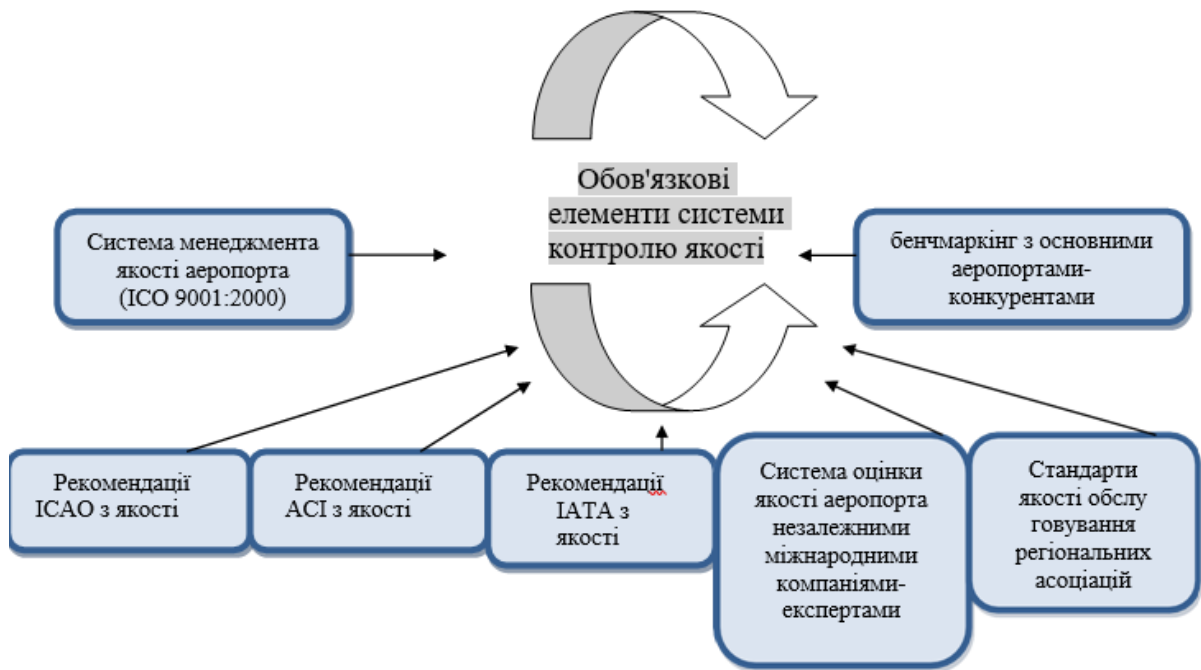 Обов'язкові
елементи системи
контролю якості
Система менеджмента
якості аеропорта
(ІСО 9001:2000)
бенчмаркінг з основними
аеропортами-
конкурентами
Рекомендації
ІСАО з якості
Рекомендації
АСІ з якості
Рекомендації
ІАТА з
якості
Система оцінки
якості аеропорта
незалежними
міжнародними
компаніями-
експертами
Стандарти
якості обслу
говування
регіональних
асоціацій